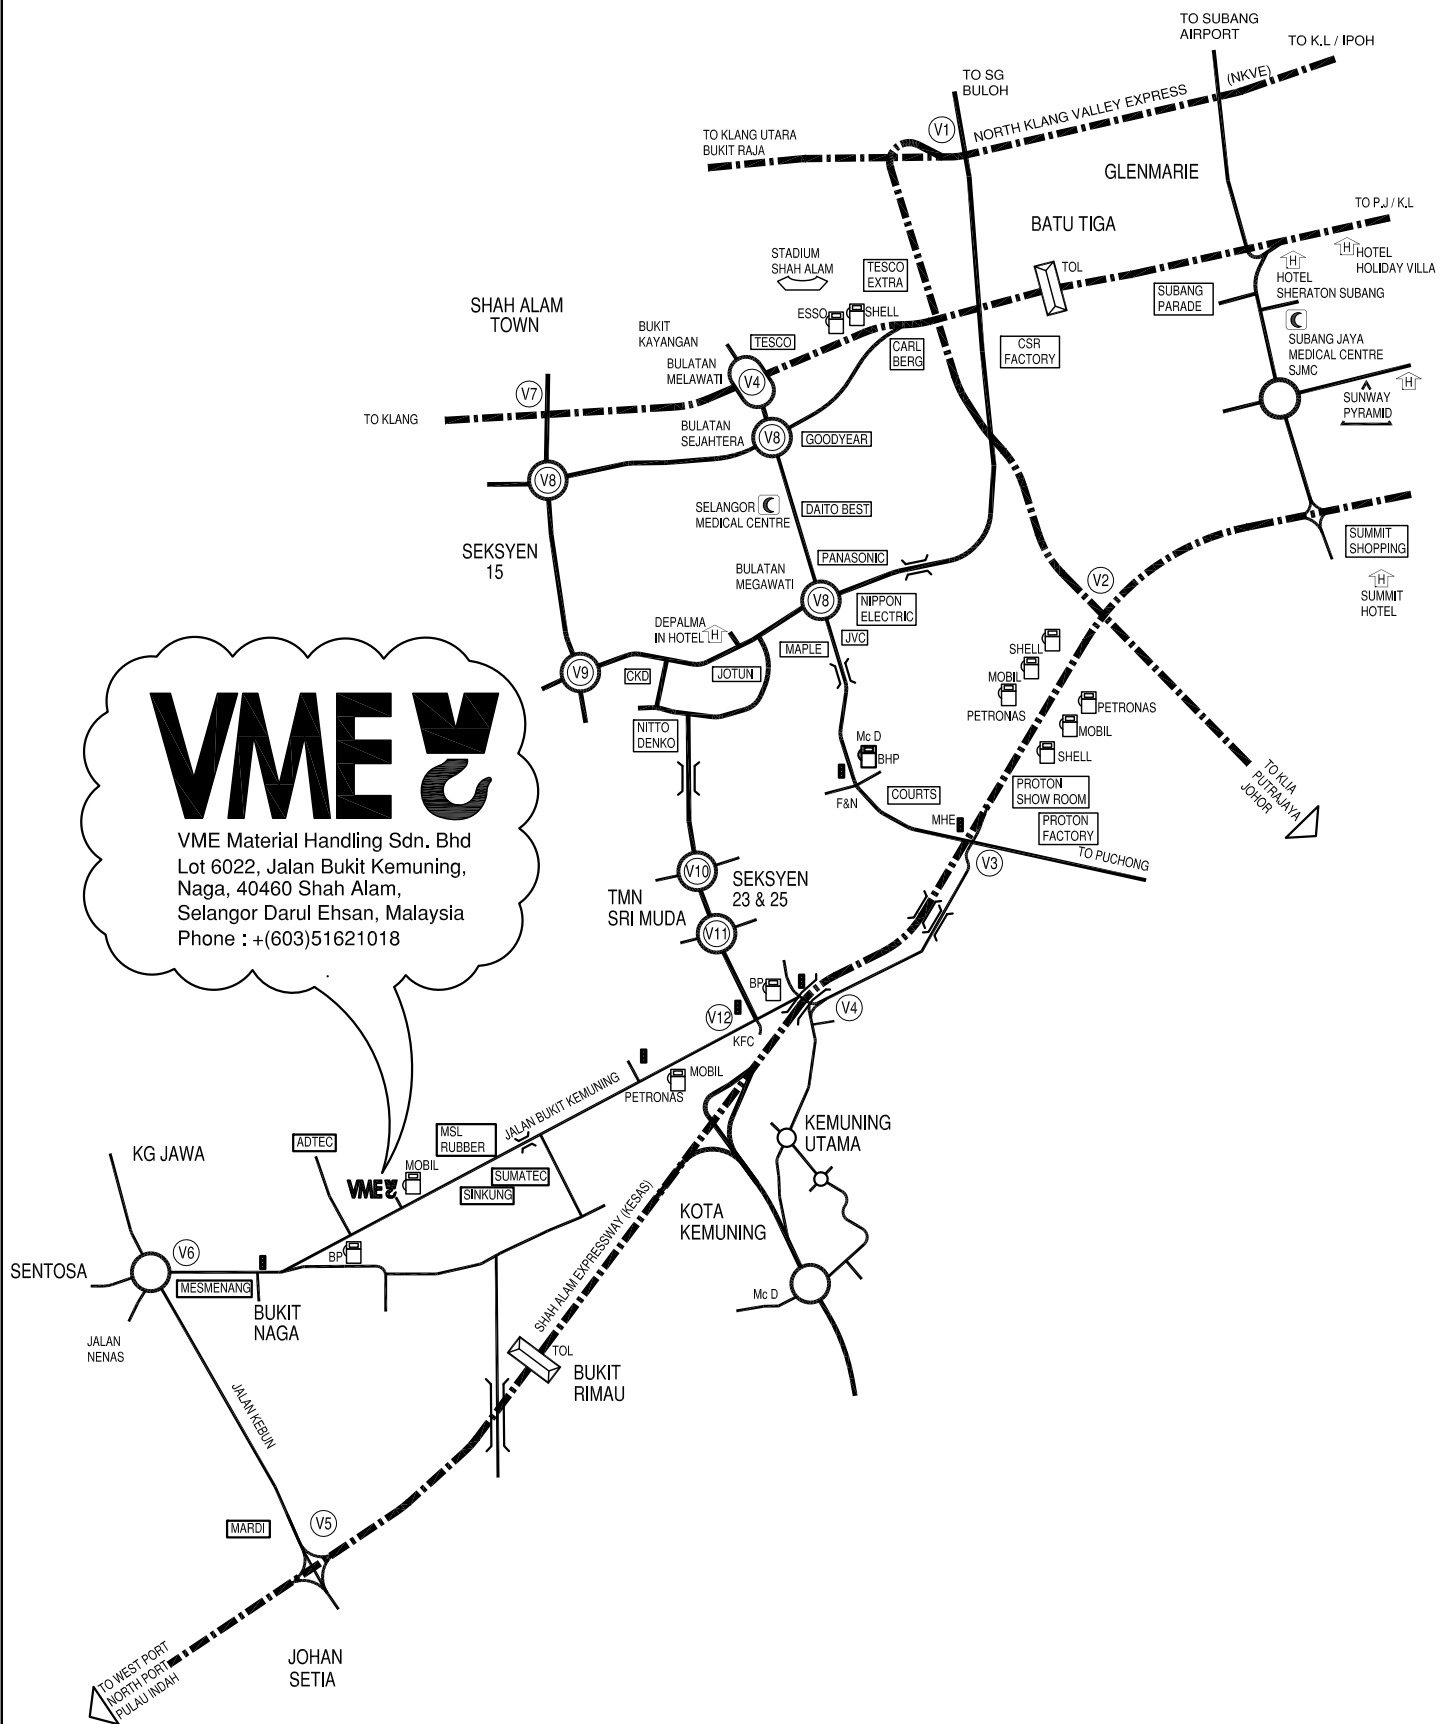 TO SUBANG
AIRPORT
TO K.L / IPOH
TO SG
BULOH
(NKVE)
NORTH KLANG VALLEY EXPRESS
V1
TO KLANG UTARA
BUKIT RAJA
GLENMARIE
TO P.J / K.L
BATU TIGA
STADIUM
SHAH ALAM
TESCO
EXTRA
TOL
H
HOTEL
HOLIDAY VILLA
H
HOTEL
SHERATON SUBANG
SUBANG
PARADE
SHAH ALAM
TOWN
ESSO
SHELL
BUKIT
KAYANGAN
TESCO
CARL
BERG
CSR
FACTORY
SUBANG JAYA
MEDICAL CENTRE
SJMC
BULATAN
MELAWATI
V4
V7
H
SUNWAY
PYRAMID
TO KLANG
BULATAN
SEJAHTERA
V8
GOODYEAR
V8
SELANGOR
MEDICAL CENTRE
DAITO BEST
SEKSYEN
15
PANASONIC
SUMMIT
SHOPPING
BULATAN
MEGAWATI
V8
V2
H
SUMMIT
HOTEL
NIPPON
ELECTRIC
DEPALMA
IN HOTEL
H
MAPLE
JVC
SHELL
MOBIL
PETRONAS
V9
CKD
JOTUN
PETRONAS
MOBIL
SHELL
NITTO
DENKO
Mc D
BHP
VME
VME Material Handling Sdn. Bhd
Lot 6022, Jalan Bukit Kemuning,
Naga, 40460 Shah Alam,
Selangor Darul Ehsan, Malaysia
Phone : +(603)51621018
TO KLIA
PUTRAJAYA
JOHOR
F&N
COURTS
PROTON
SHOW ROOM
MHE
PROTON
FACTORY
V3
TO PUCHONG
V10
SEKSYEN
23 & 25
TMN
SRI MUDA
V11
BP
V12
V4
KFC
MOBIL
PETRONAS
JALAN BUKIT KEMUNING
MSL
RUBBER
KEMUNING
UTAMA
KG JAWA
ADTEC
MOBIL
VME
SUMATEC
SINKUNG
KOTA
KEMUNING
SHAH ALAM EXPRESSWAY (KESAS)
V6
SENTOSA
BP
MESMENANG
Mc D
BUKIT
NAGA
JALAN
NENAS
TOL
BUKIT
RIMAU
JALAN KEBUN
MARDI
V5
JOHAN
SETIA
TO WEST PORT
NORTH PORT
PULAU INDAH